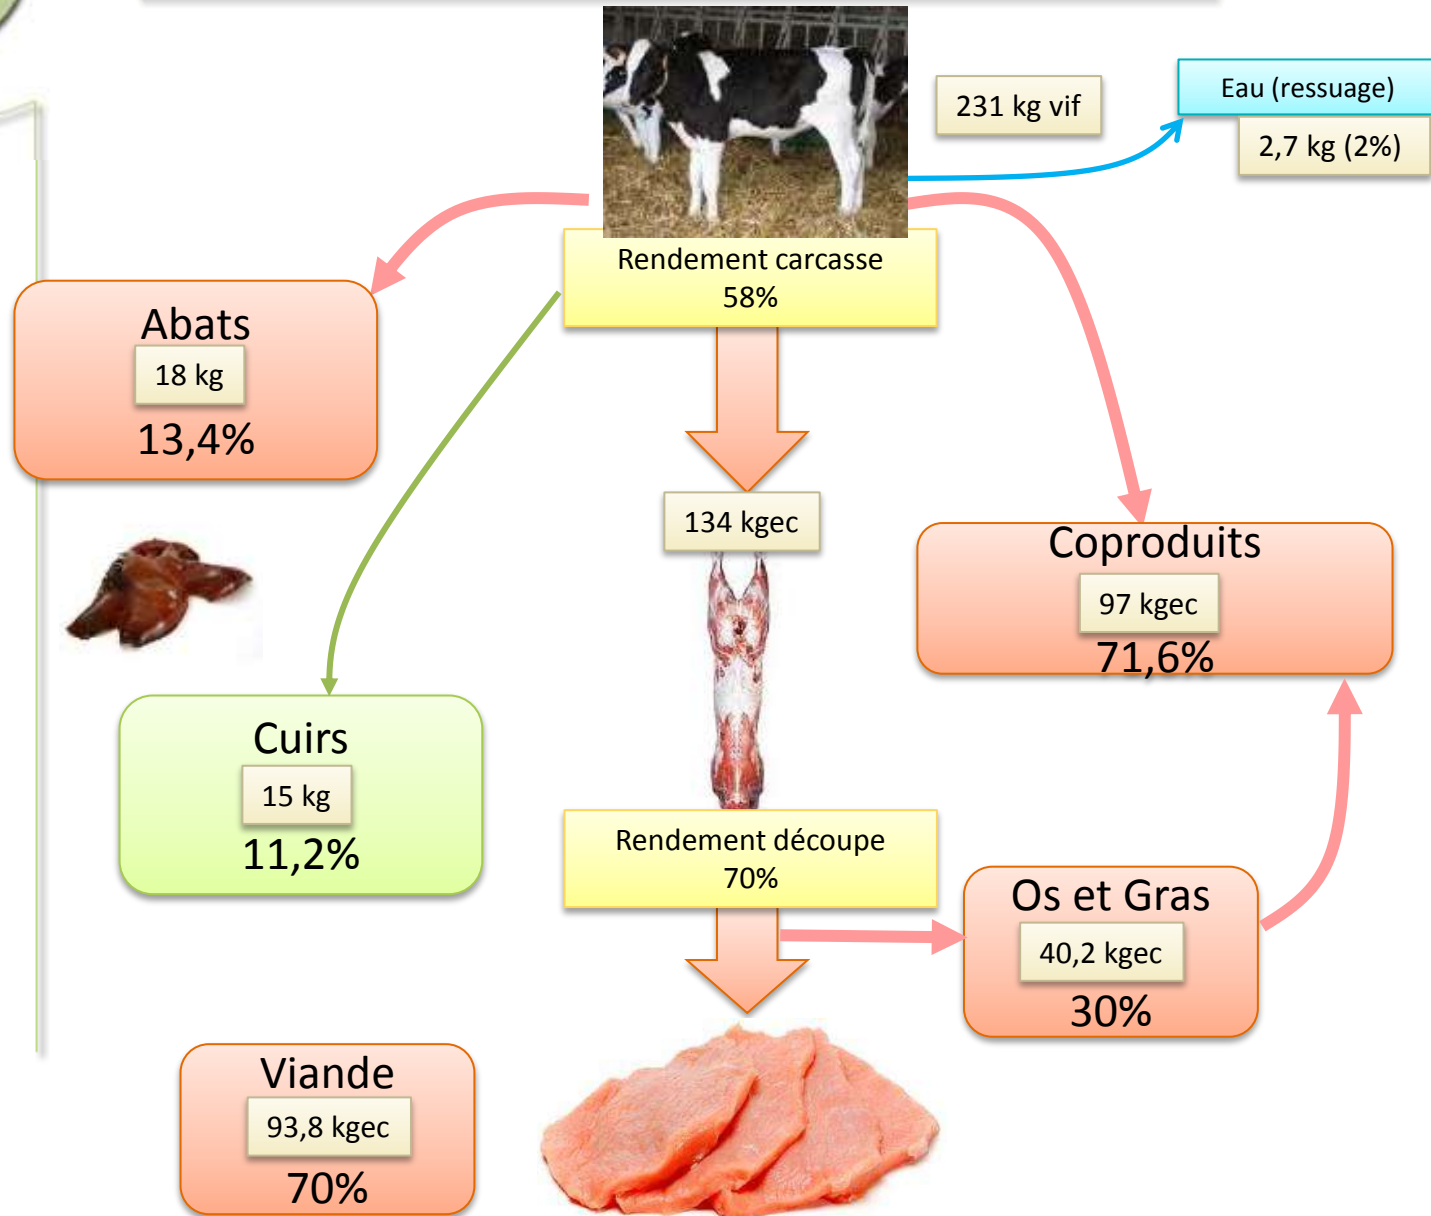 231 kg vif
Eau (ressuage)
2,7 kg (2%)
Rendement carcasse
58%
Abats
18 kg
13,4%
134 kgec
Coproduits
97 kgec
71,6%
Cuirs
15 kg
11,2%
Rendement découpe
70%
Os et Gras
40,2 kgec
30%
Viande
93,8 kgec
70%